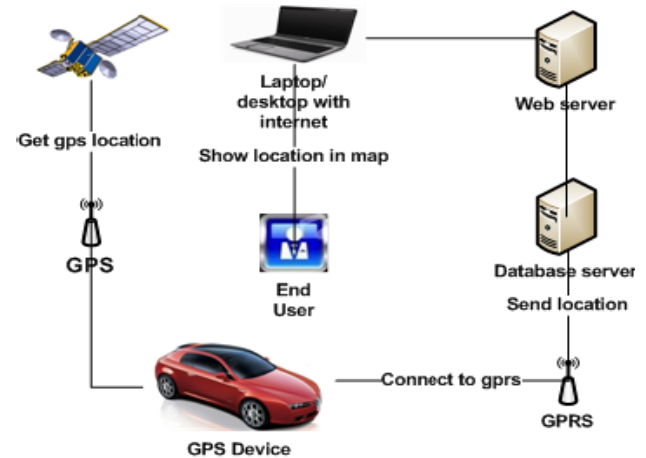 Laptop/
desktop with
internet
Web server
Get gps location
Show location in map
GPS
Database server
End
User
Send location
Connect to gprs
GPRS
GPS Device